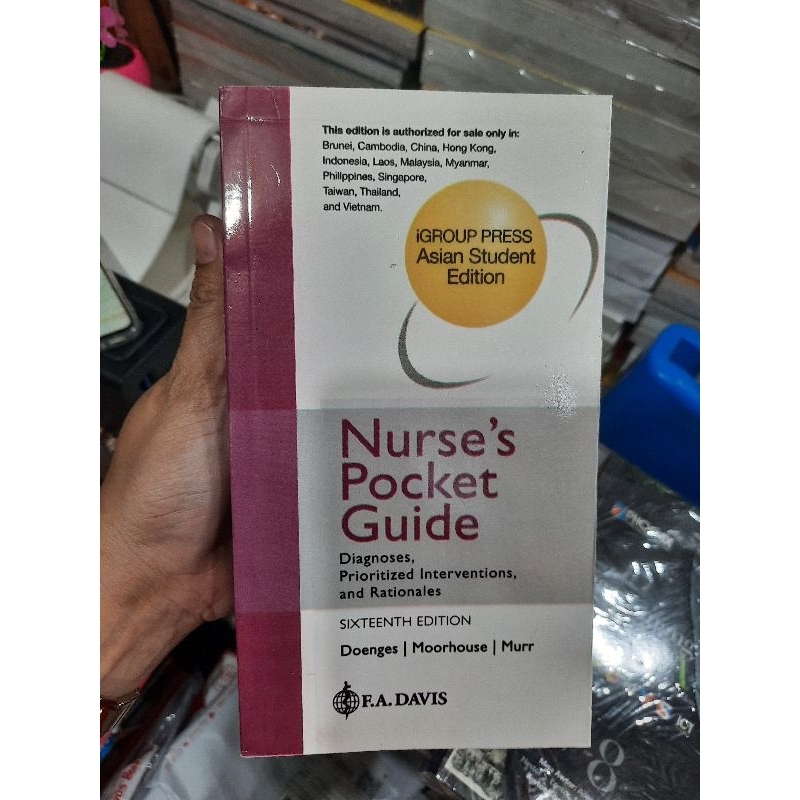 This edition is authorized for sale only in:
Brunei, Cambodia, China, Hong Kong,
Indonesia, Laos, Malaysia, Myanmar,
Philippines, Singapore,
Taiwan, Thailand,
and Vietnam.
iGROUP PRESS
Asian Student
Edition
Nurse's
Pocket
Guide
Diagnoses,
Prioritized Interventions,
and Rationales
SIXTEENTH EDITION
Doenges | Moorhouse | Murr
F.A. DAVIS